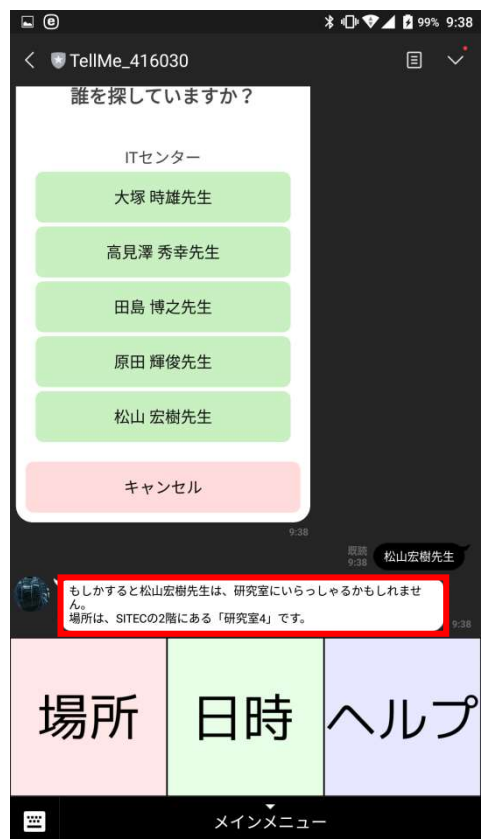 99% 9:38
TellMe_416030
誰を探していますか？
ITセンター
大塚 時雄先生
高見澤 秀幸先生
田島 博之先生
原田 輝俊先生
松山 宏樹先生
キャンセル
9:38
既読
9:38
松山宏樹先生
もしかすると松山宏樹先生は、研究室にいらっしゃるかもしれませ
ん。
場所は、SITECの2階にある「研究室4」です。
9:38
場所
日時
ヘルプ
メインメニュー